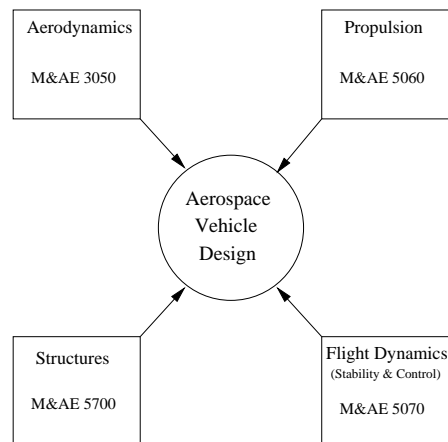 Aerodynamics
M&AE 3050
Propulsion
M&AE 5060
Aerospace
Vehicle
Design
Structures
M&AE 5700
Flight Dynamics
(Stability & Control)
M&AE 5070